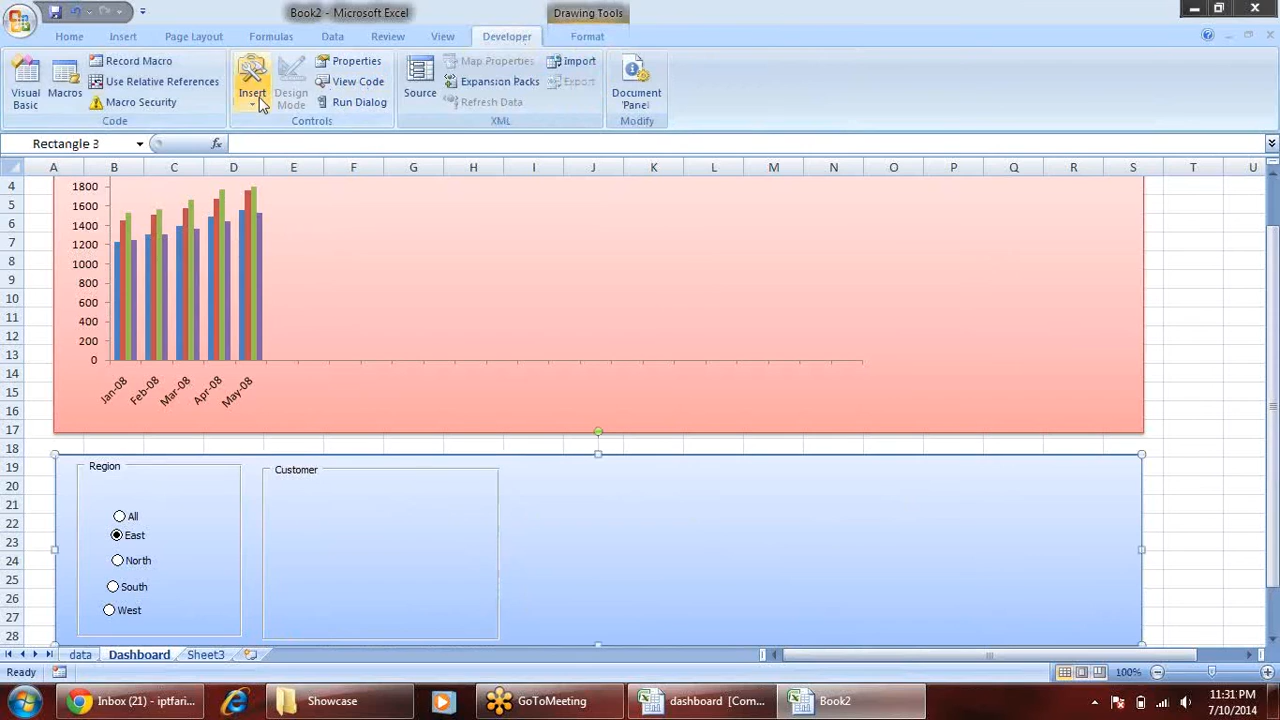 Book2 - Microsoft Excel
Drawing Tools
Home Insert Page Layout Formulas Data Review View Developer Format
Visual Basic
Macros
Record Macro
Use Relative References
Macro Security
Code
Insert
Design Mode
Properties
View Code
Run Dialog
Controls
Source
Map Properties
Expansion Packs
Refresh Data
Import
Export
XML
Document Panel
Modify
Rectangle 3
fx
A B C D E F G H I J K L M N O P Q R S T U
4
5
6
7
8
9
10
11
12
13
14
15
16
17
18
19
20
21
22
23
24
25
26
27
28
1800
1600
1400
1200
1000
800
600
400
200
0
Jan-08 Feb-08 Mar-08 Apr-08 May-08
Region
All
East
North
South
West
Customer
data Dashboard Sheet3
Ready
100%
Inbox (21) - iptfari...
Showcase
GoToMeeting
dashboard [Com...
Book2
11:31 PM
7/10/2014